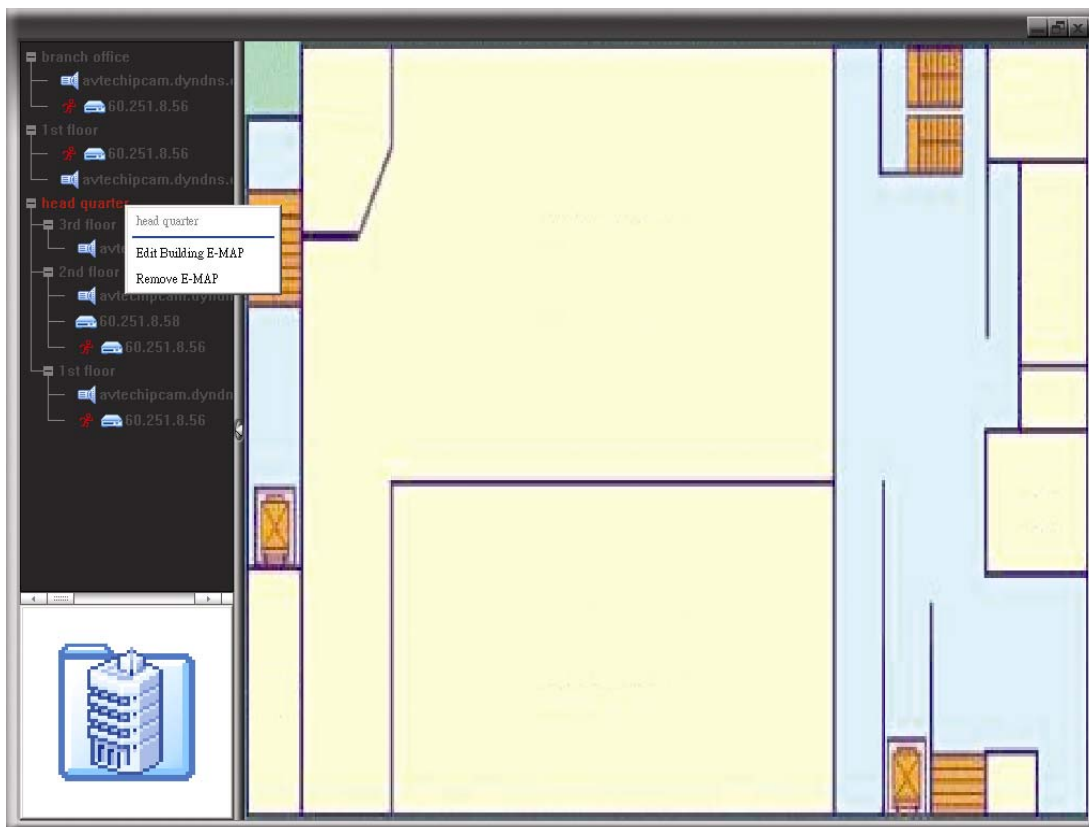 branch office
avtechipcam.dyndns.
60.251.8.56
1st floor
60.251.8.56
avtechipcam.dyndns.
head quarter
3rd floor
head quarter
Edit Building E-MAP
Remove E-MAP
2nd floor
avtechipcam.dyndn
60.251.8.58
60.251.8.56
1st floor
avtechipcam.dyndn
60.251.8.56